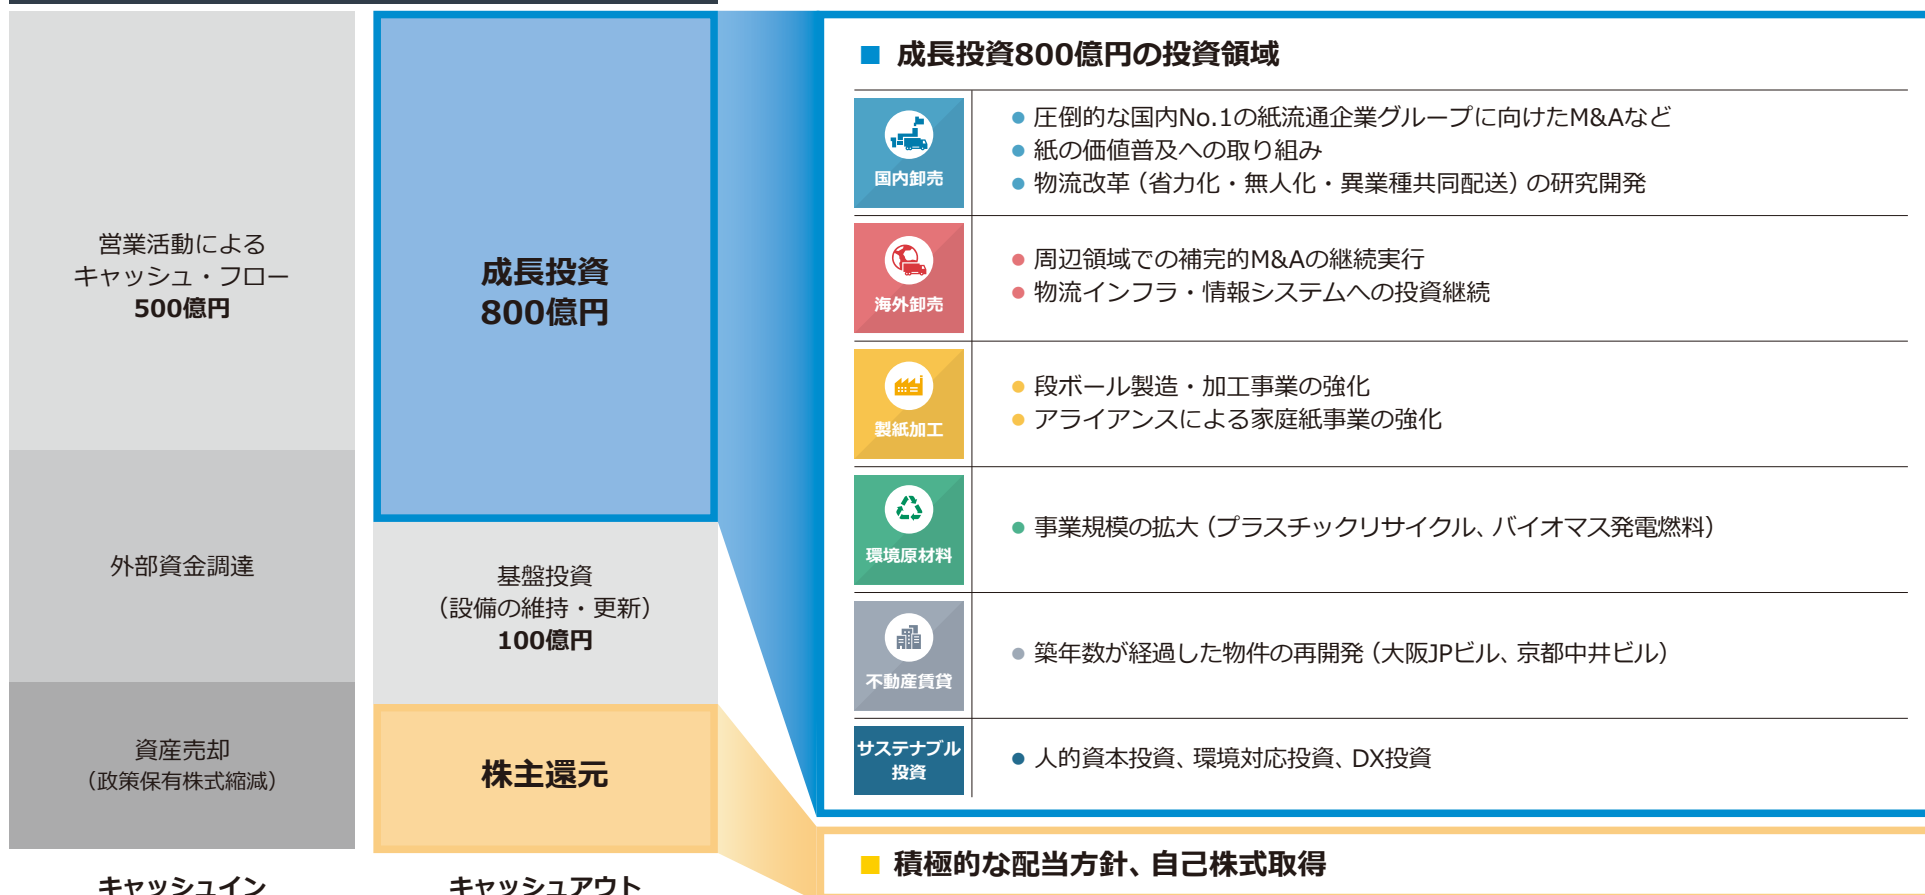 営業活動による
キャッシュ・フロー
500億円
外部資金調達
資産売却
（政策保有株式縮減）
キャッシュイン
成長投資
800億円
基盤投資
（設備の維持・更新）
100億円
株主還元
キャッシュアウト
■ 成長投資800億円の投資領域
国内卸売
● 圧倒的な国内No.1の紙流通企業グループに向けたM&Aなど
● 紙の価値普及への取り組み
● 物流改革（省力化・無人化・異業種共同配送）の研究開発
海外卸売
● 周辺領域での補完的M&Aの継続実行
● 物流インフラ・情報システムへの投資継続
製紙加工
● 段ボール製造・加工事業の強化
● アライアンスによる家庭紙事業の強化
環境原材料
● 事業規模の拡大（プラスチックリサイクル、バイオマス発電燃料）
不動産賃貸
● 築年数が経過した物件の再開発（大阪JPビル、京都中井ビル）
サステナブル
投資
● 人的資本投資、環境対応投資、DX投資
■ 積極的な配当方針、自己株式取得